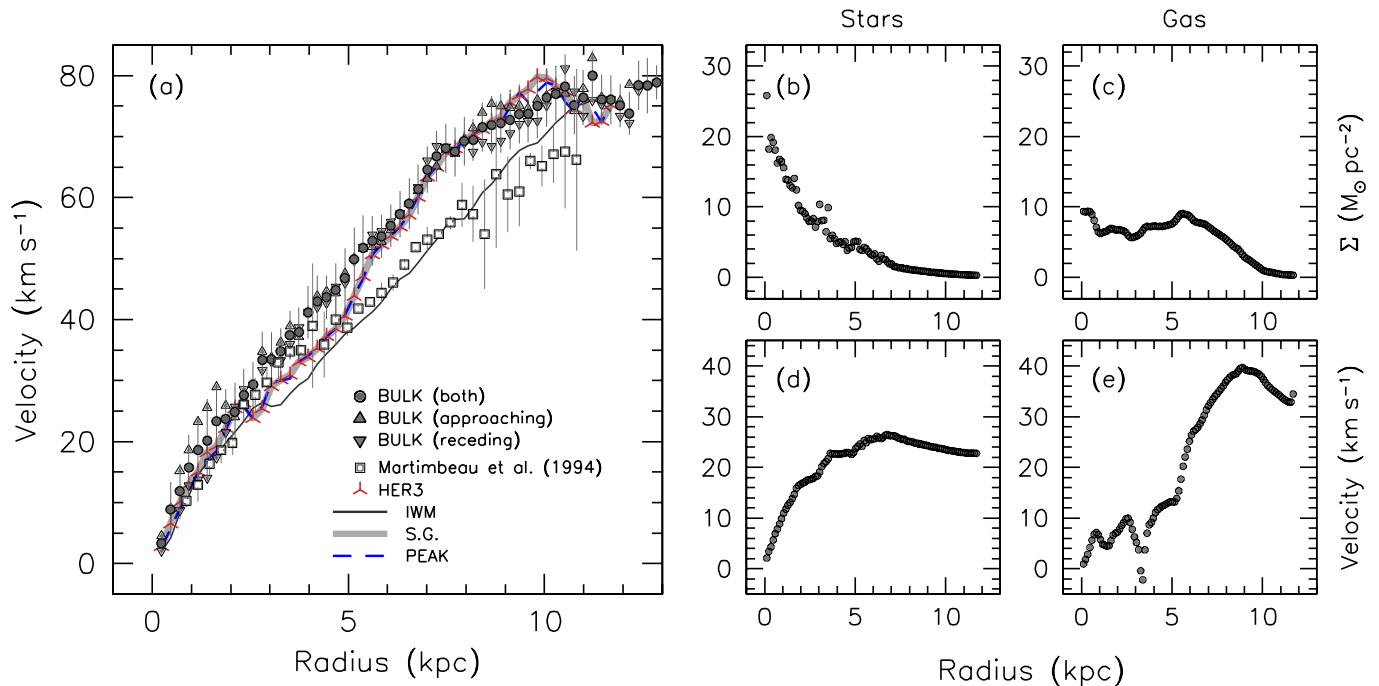 Stars
Gas
(a)
80
60
40
20
0
0
5
10
Velocity (km s⁻¹)
Radius (kpc)
BULK (both)
BULK (approaching)
BULK (receding)
Martimbeau et al. (1994)
HER3
IWM
S.G.
PEAK
(b)
30
20
10
0
0
5
10
(c)
30
20
10
0
0
5
10
Σ (M⊙ pc⁻²)
(d)
40
30
20
10
0
0
5
10
(e)
40
30
20
10
0
0
5
10
Velocity (km s⁻¹)
Radius (kpc)